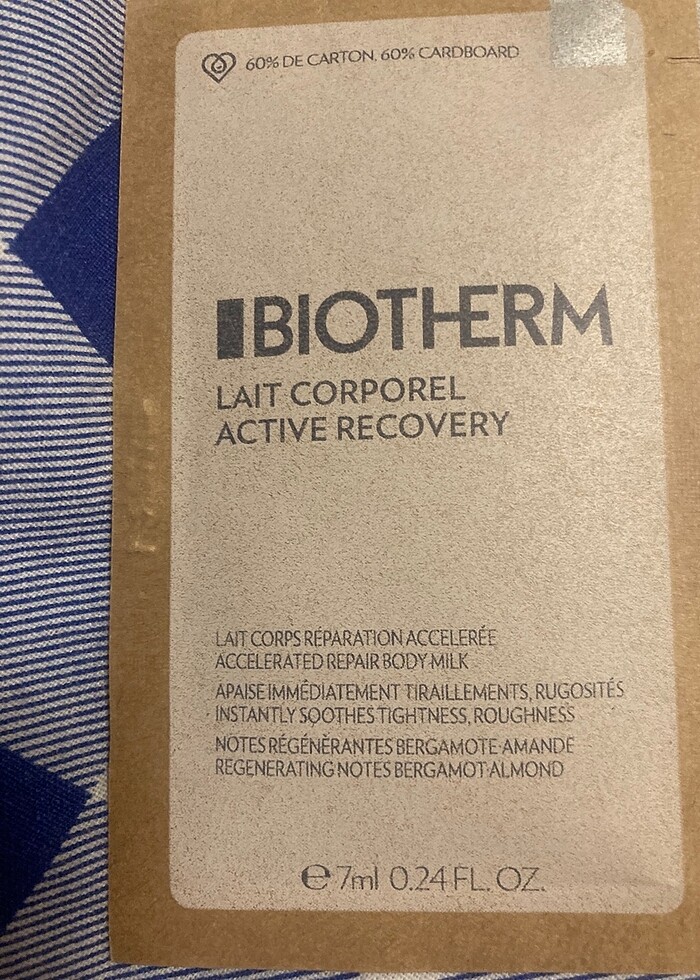 60% DE CARTON. 60% CARDBOARD
BIOTHERM
LAIT CORPOREL
ACTIVE RECOVERY
LAIT CORPS RÉPARATION ACCELERÉE
ACCELERATED REPAIR BODY MILK
APAISE IMMÉDIATEMENT TIRAILLEMENTS, RUGOSITÉS
INSTANTLY SOOTHES TIGHTNESS, ROUGHNESS
NOTES RÉGÉNÈRANTES BERGAMOTE·AMANDE
REGENERATING NOTES BERGAMOT·ALMOND
℮ 7ml 0.24 FL. OZ.